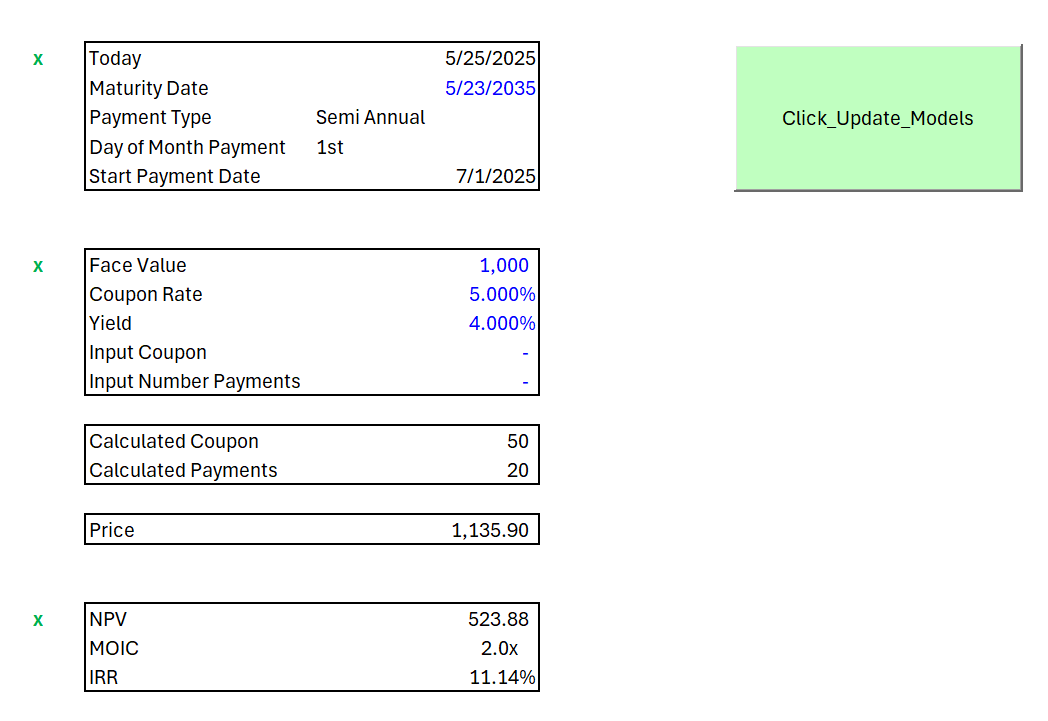 x Today 5/25/2025
Maturity Date 5/23/2035
Payment Type Semi Annual
Day of Month Payment 1st
Start Payment Date 7/1/2025
Click_Update_Models
x Face Value 1,000
Coupon Rate 5.000%
Yield 4.000%
Input Coupon -
Input Number Payments -
Calculated Coupon 50
Calculated Payments 20
Price 1,135.90
x NPV 523.88
MOIC 2.0x
IRR 11.14%